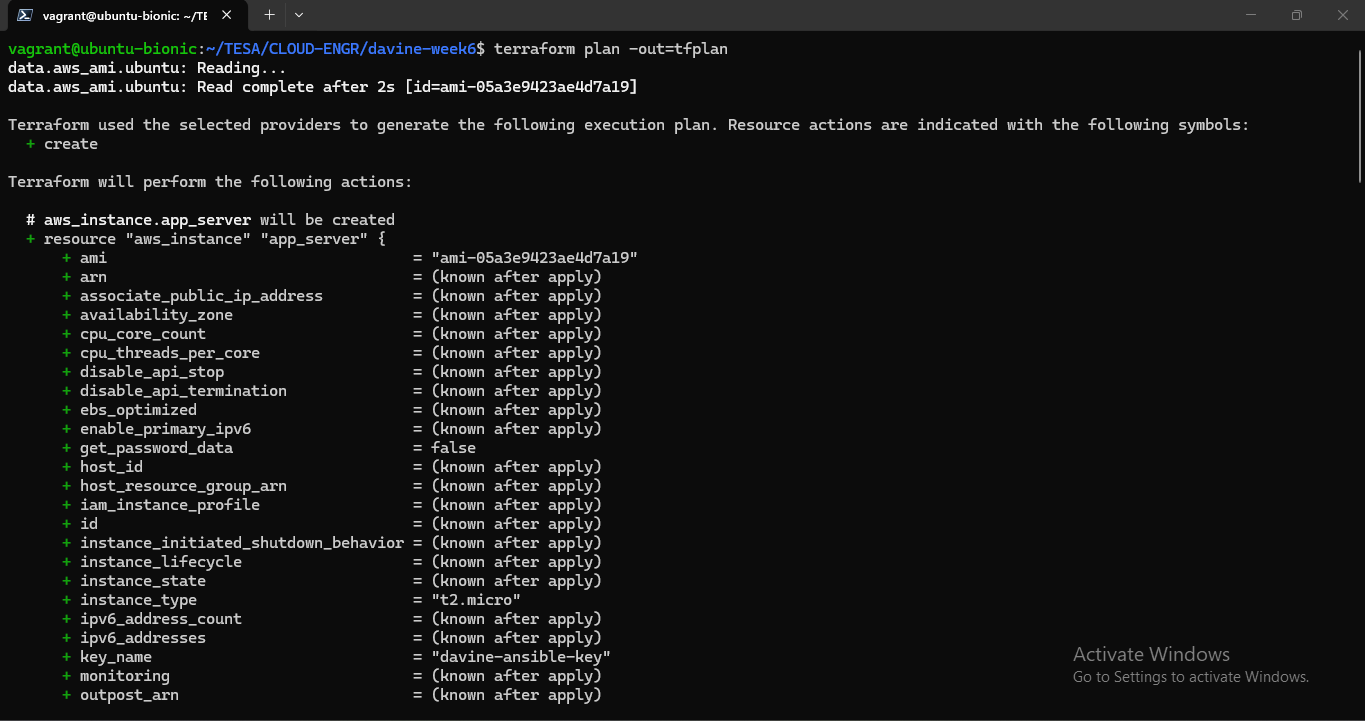 vagrant@ubuntu-bionic: ~/TE
vagrant@ubuntu-bionic:~/TESA/CLOUD-ENGR/davine-week6$ terraform plan -out=tfplan
data.aws_ami.ubuntu: Reading...
data.aws_ami.ubuntu: Read complete after 2s [id=ami-05a3e9423ae4d7a19]
Terraform used the selected providers to generate the following execution plan. Resource actions are indicated with the following symbols:
+ create
Terraform will perform the following actions:
# aws_instance.app_server will be created
+ resource "aws_instance" "app_server" {
+ ami = "ami-05a3e9423ae4d7a19"
+ arn = (known after apply)
+ associate_public_ip_address = (known after apply)
+ availability_zone = (known after apply)
+ cpu_core_count = (known after apply)
+ cpu_threads_per_core = (known after apply)
+ disable_api_stop = (known after apply)
+ disable_api_termination = (known after apply)
+ ebs_optimized = (known after apply)
+ enable_primary_ipv6 = (known after apply)
+ get_password_data = false
+ host_id = (known after apply)
+ host_resource_group_arn = (known after apply)
+ iam_instance_profile = (known after apply)
+ id = (known after apply)
+ instance_initiated_shutdown_behavior = (known after apply)
+ instance_lifecycle = (known after apply)
+ instance_state = (known after apply)
+ instance_type = "t2.micro"
+ ipv6_address_count = (known after apply)
+ ipv6_addresses = (known after apply)
+ key_name = "davine-ansible-key"
+ monitoring = (known after apply)
+ outpost_arn = (known after apply)
Activate Windows
Go to Settings to activate Windows.